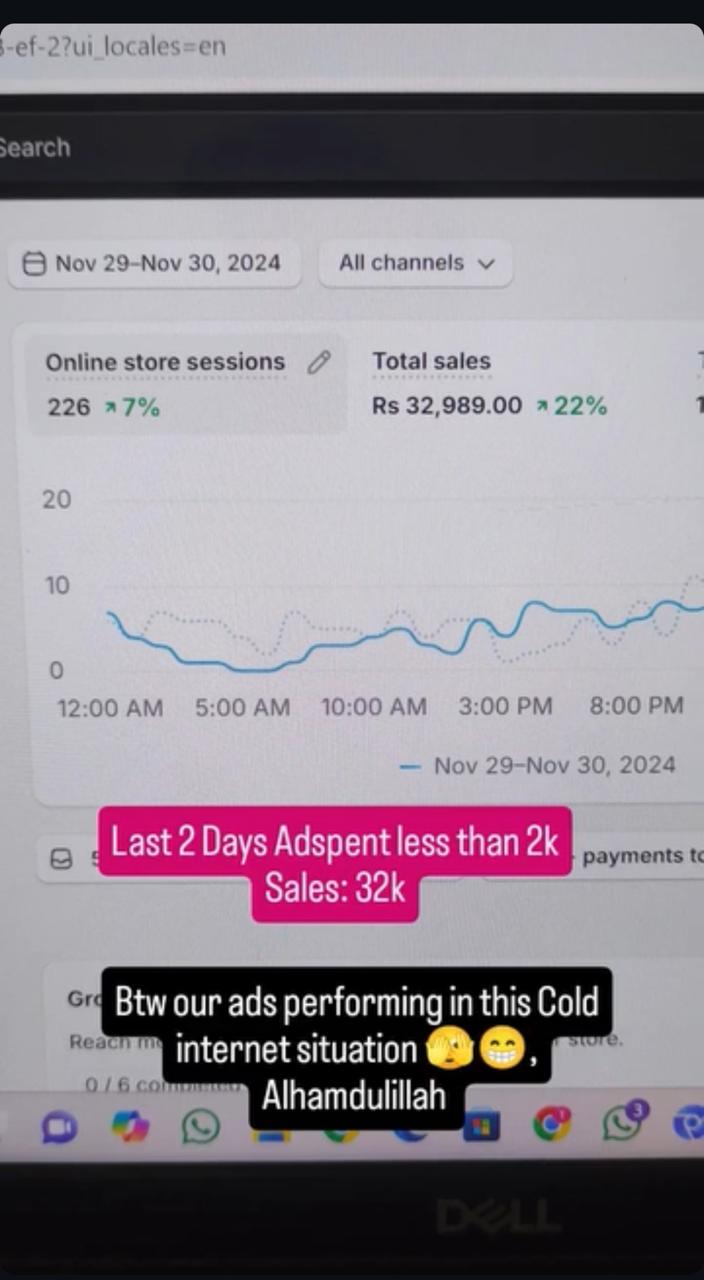 -ef-2?ui_locales=en
Search
Nov 29–Nov 30, 2024
All channels
Online store sessions
Total sales
226 ↗ 7%
Rs 32,989.00 ↗ 22%
20
10
0
12:00 AM 5:00 AM 10:00 AM 3:00 PM 8:00 PM
Nov 29–Nov 30, 2024
Last 2 Days Adspent less than 2k
Sales: 32k
payments to
Btw our ads performing in this Cold
internet situation 🫣😁,
Alhamdulillah
Reach
store.
0 / 6 completed
3
DELL